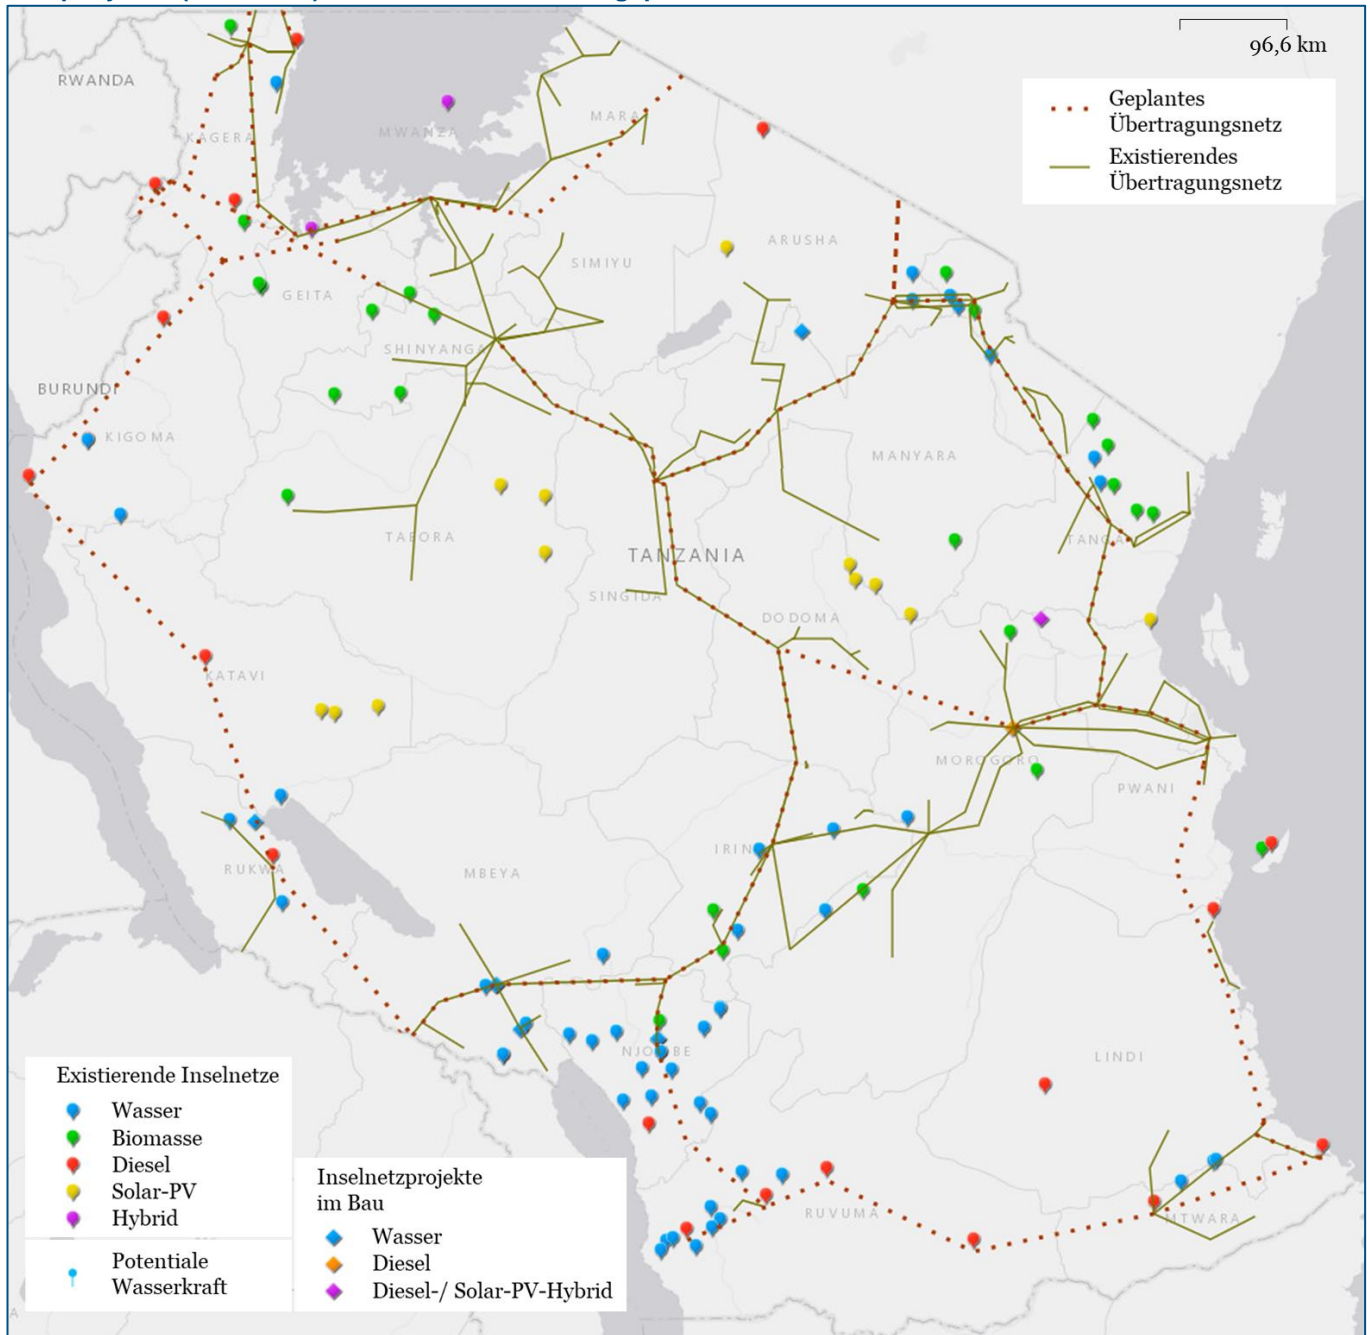 96,6 km
Geplantes
Übertragungsnetz
Existierendes
Übertragungsnetz
RWANDA
KAGERA
MWANZA
MARA
ARUSHA
SIMIYU
GEITA
SHINYANGA
BURUNDI
KIGOMA
MANYARA
TABORA
TANZANIA
TANGA
SINGIDA
DODOMA
KATAVI
MOROGORO
PWANI
IRIN
RUKWA
MBEYA
NJOMBE
LINDI
RUVUMA
MTWARA
Existierende Inselnetze
Wasser
Biomasse
Diesel
Solar-PV
Hybrid
Potentiale
Wasserkraft
Inselnetzprojekte
im Bau
Wasser
Diesel
Diesel-/ Solar-PV-Hybrid